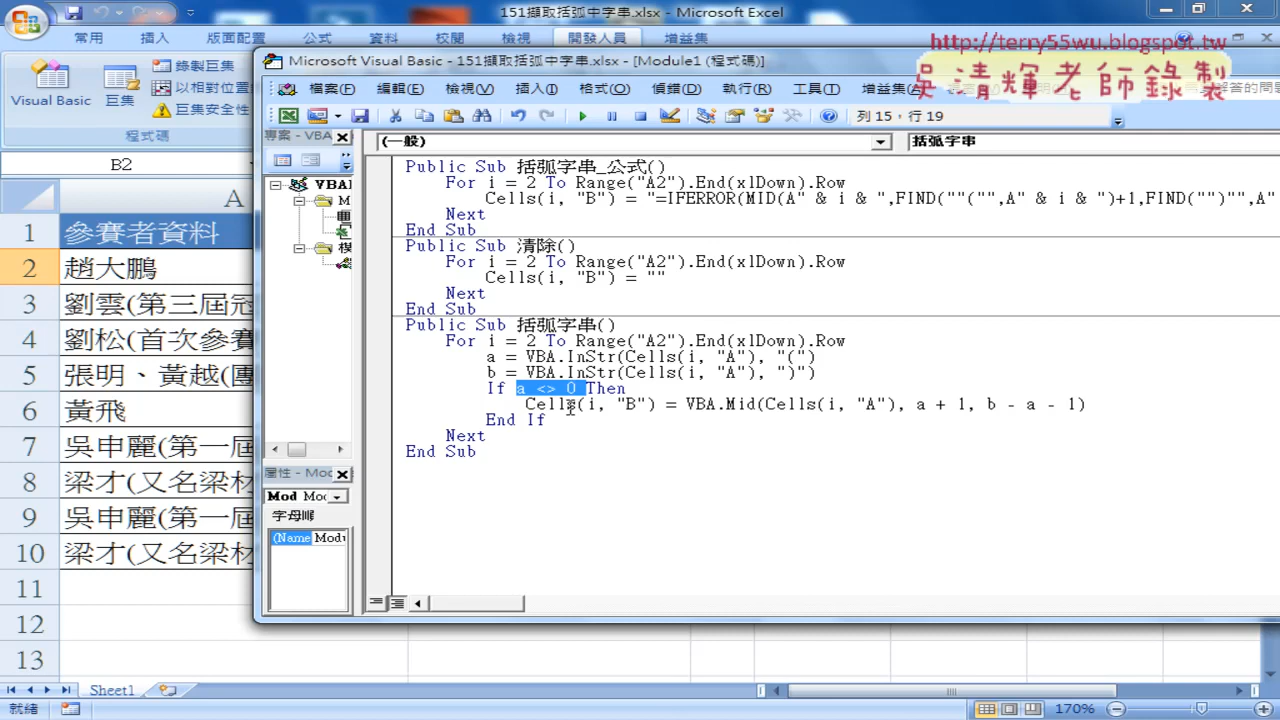 151擷取括弧中字串.xlsx - Microsoft Excel
常用 插入 版面配置 公式 資料 校閱 檢視 開發人員 增益集
http://terry55wu.blogspot.tw
吳清輝老師錄製
Visual Basic 巨集 錄製巨集
以相對位置
巨集安全性
程式碼
B2
Microsoft Visual Basic - 151擷取括弧中字串.xlsx - [Module1 (程式碼)]
檔案(F) 編輯(E) 檢視(V) 插入(I) 格式(O) 偵錯(D) 執行(R) 工具(T)
列 15，行 19
專案 - VBA
(一般) 括弧字串
Public Sub 括弧字串_公式()
For i = 2 To Range("A2").End(xlDown).Row
Cells(i, "B") = "=IFERROR(MID(A" & i & ",FIND(""("",A" & i & ")+1,FIND("")"",A"
Next
End Sub
Public Sub 清除()
For i = 2 To Range("A2").End(xlDown).Row
Cells(i, "B") = ""
Next
End Sub
Public Sub 括弧字串()
For i = 2 To Range("A2").End(xlDown).Row
a = VBA.InStr(Cells(i, "A"), "(")
b = VBA.InStr(Cells(i, "A"), ")")
If a <> 0 Then
Cells(i, "B") = VBA.Mid(Cells(i, "A"), a + 1, b - a - 1)
End If
Next
End Sub
屬性 - Mod
Mod Mod
字母順
(Name Modu
A
1 參賽者資料
2 趙大鵬
3 劉雲(第三屆冠
4 劉松(首次參賽
5 張明、黃越(團
6 黃飛
7 吳申麗(第一屆
8 梁才(又名梁材
9 吳申麗(第一屆
10 梁才(又名梁材
11
12
13
Sheet1
就緒 170%